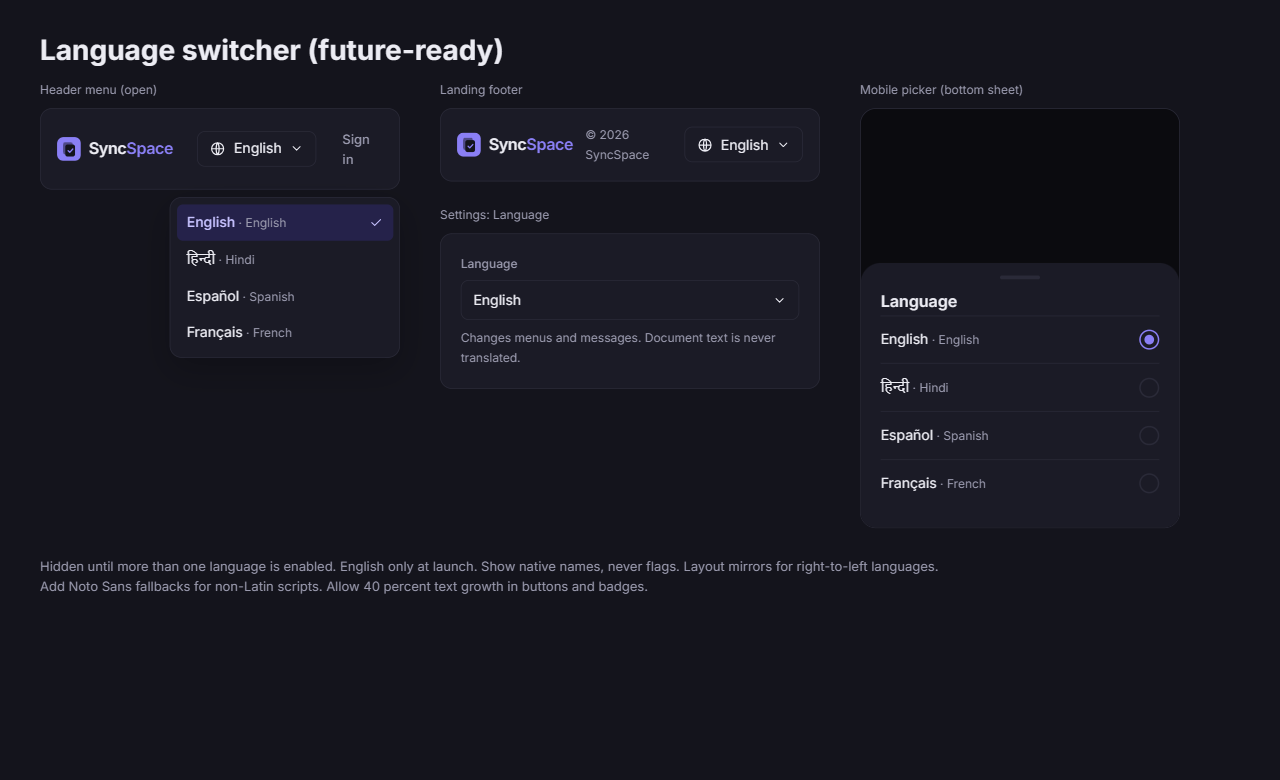 Language switcher (future-ready)
Header menu (open)
SyncSpace
English
Sign
in
English · English
हिन्दी · Hindi
Español · Spanish
Français · French
Landing footer
SyncSpace
© 2026
SyncSpace
English
Settings: Language
Language
English
Changes menus and messages. Document text is never
translated.
Mobile picker (bottom sheet)
Language
English · English
हिन्दी · Hindi
Español · Spanish
Français · French
Hidden until more than one language is enabled. English only at launch. Show native names, never flags. Layout mirrors for right-to-left languages.
Add Noto Sans fallbacks for non-Latin scripts. Allow 40 percent text growth in buttons and badges.